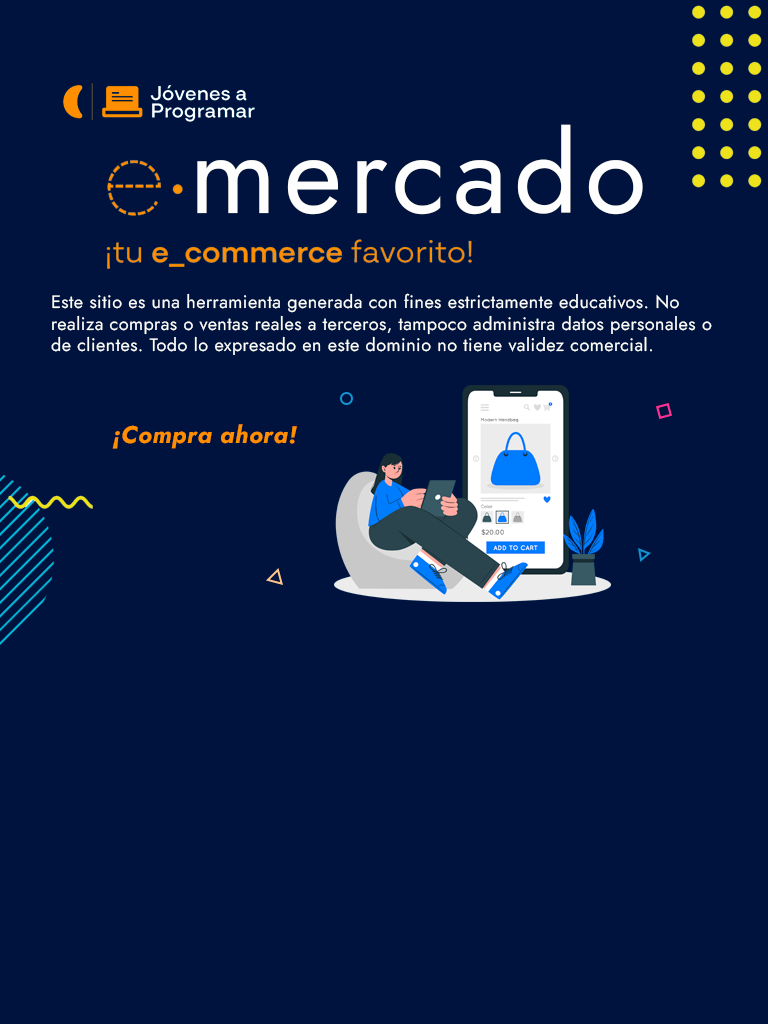 Jóvenes a
Programar
e·mercado
¡tu e_commerce favorito!
Este sitio es una herramienta generada con fines estrictamente educativos. No
realiza compras o ventas reales a terceros, tampoco administra datos personales o
de clientes. Todo lo expresado en este dominio no tiene validez comercial.
¡Compra ahora!
Modern Handbag
Color
$20.00
ADD TO CART